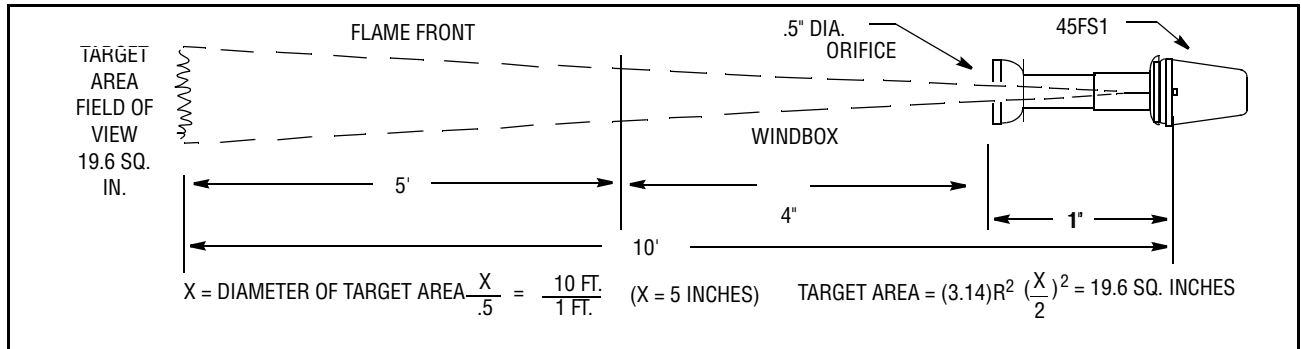 FLAME FRONT
.5" DIA.
ORIFICE
45FS1
TARGET
AREA
FIELD OF
VIEW
19.6 SQ.
IN.
WINDBOX
5'
4"
1"
10'
X = DIAMETER OF TARGET AREA X/.5 = 10 FT./1 FT. (X = 5 INCHES) TARGET AREA = (3.14)R² (X/2)² = 19.6 SQ. INCHES